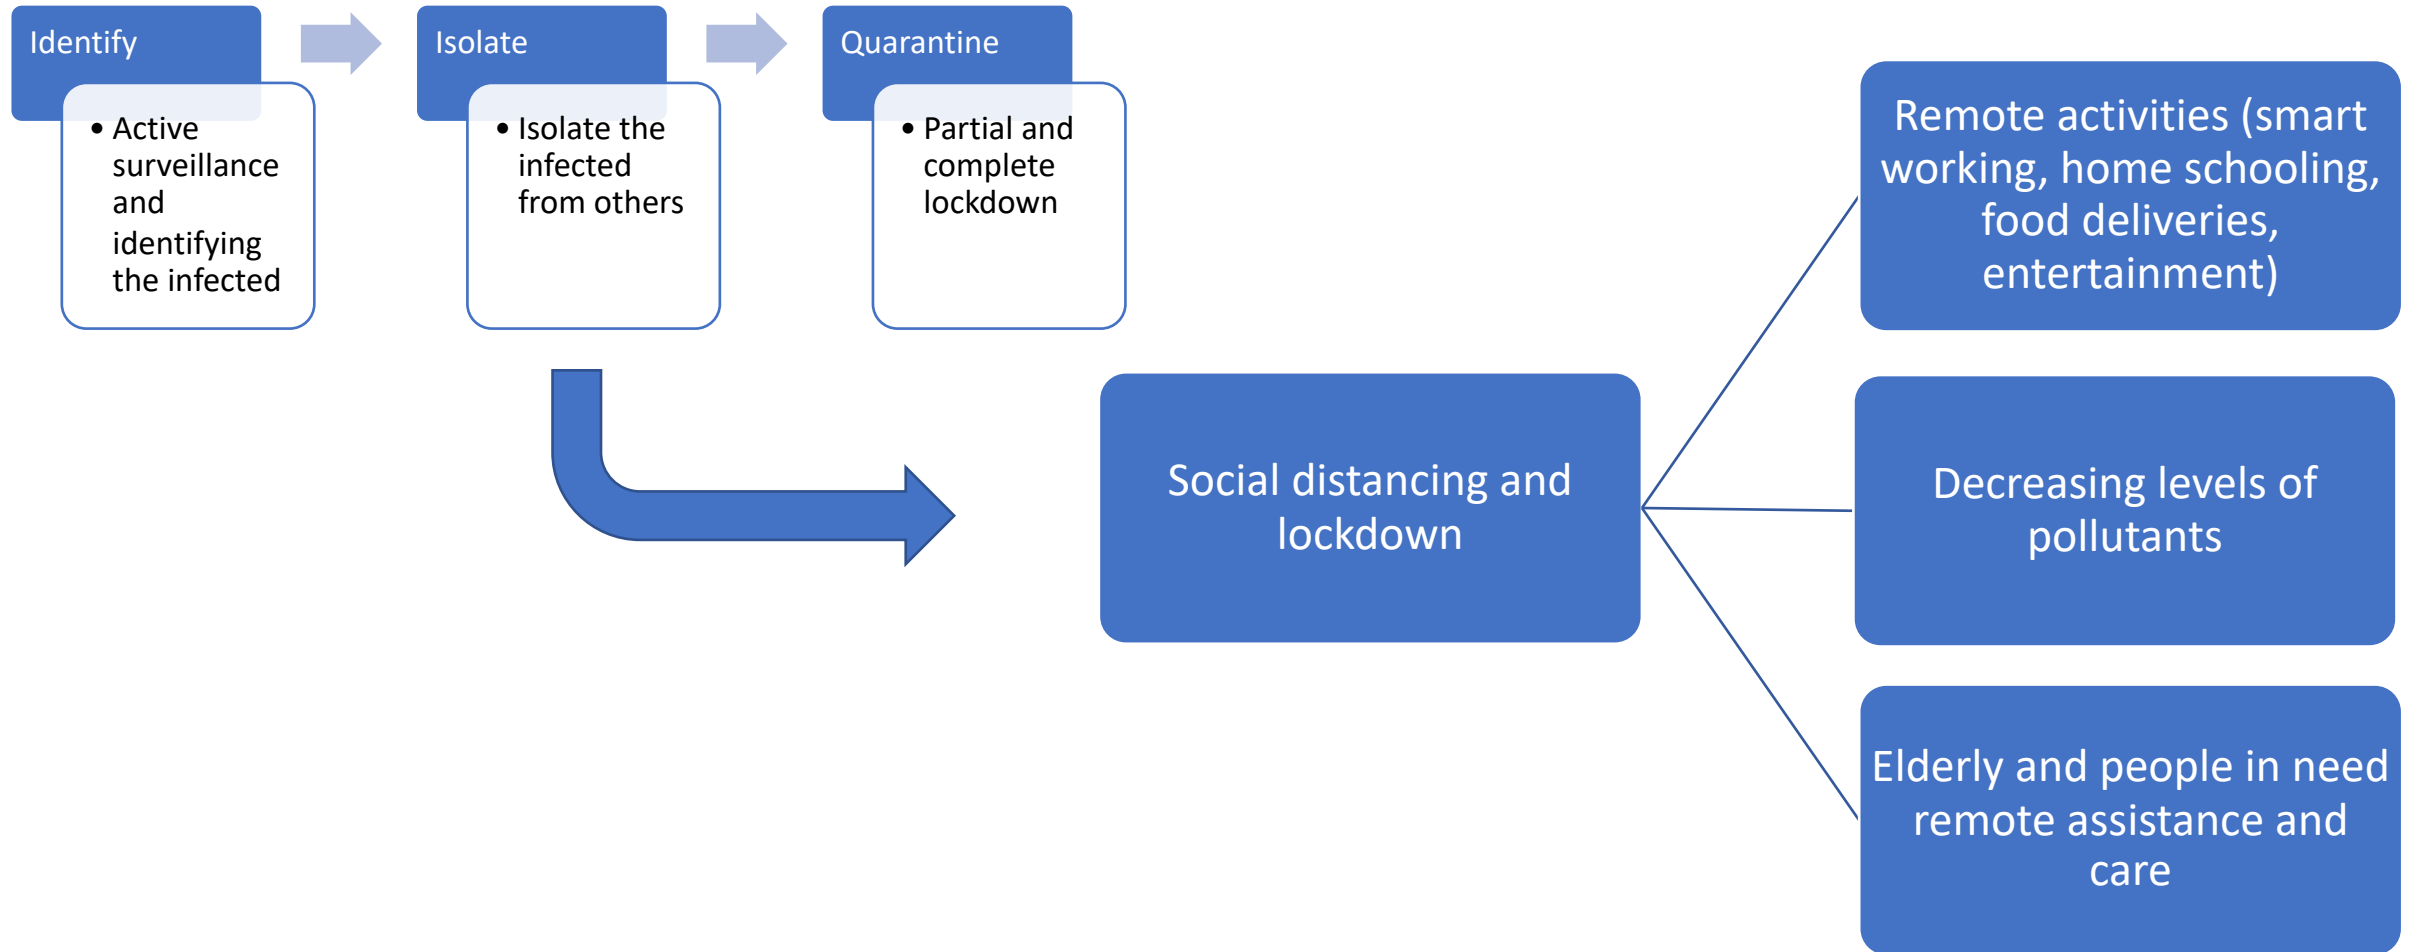 Identify
• Active
surveillance
and
identifying
the infected
Isolate
• Isolate the
infected
from others
Quarantine
• Partial and
complete
lockdown
Social distancing and
lockdown
Remote activities (smart
working, home schooling,
food deliveries,
entertainment)
Decreasing levels of
pollutants
Elderly and people in need
remote assistance and
care